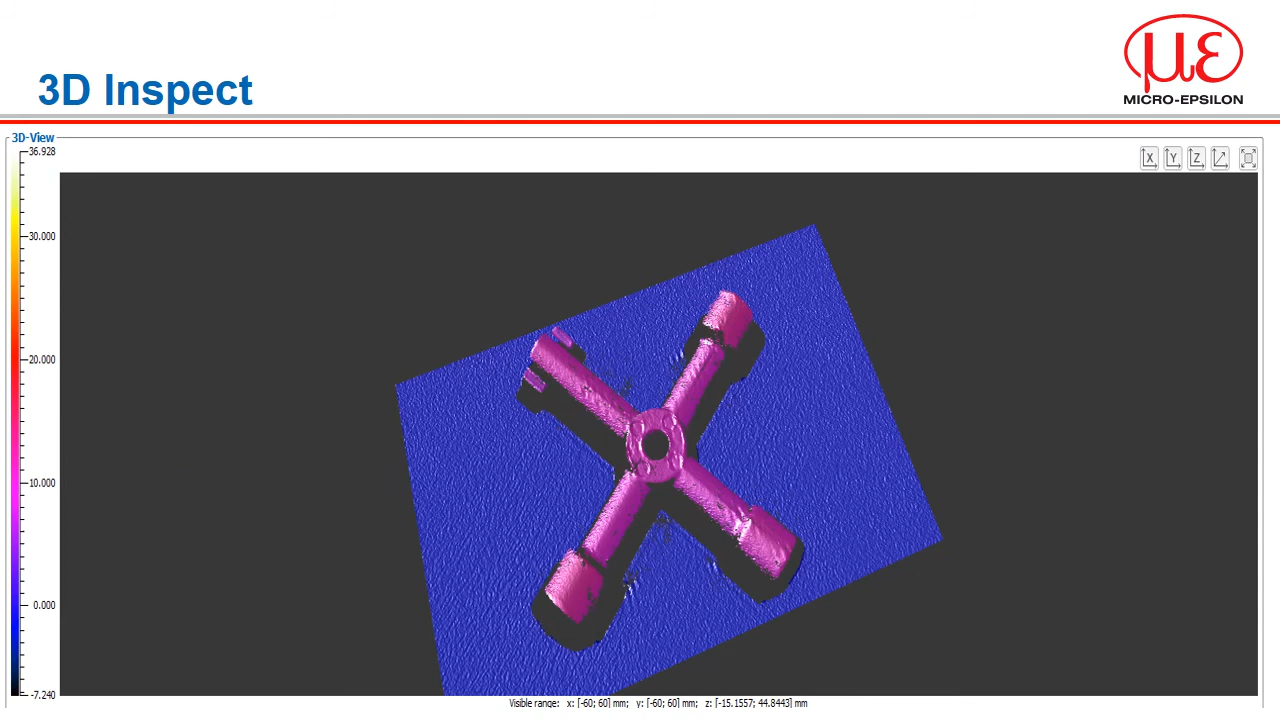 3D Inspect
με
MICRO-EPSILON
3D-View
36.928
30.000
20.000
10.000
0.000
-7.240
X Y Z
Visible range: x: [-60; 60] mm; y: [-60; 60] mm; z: [-15.1557; 44.8443] mm